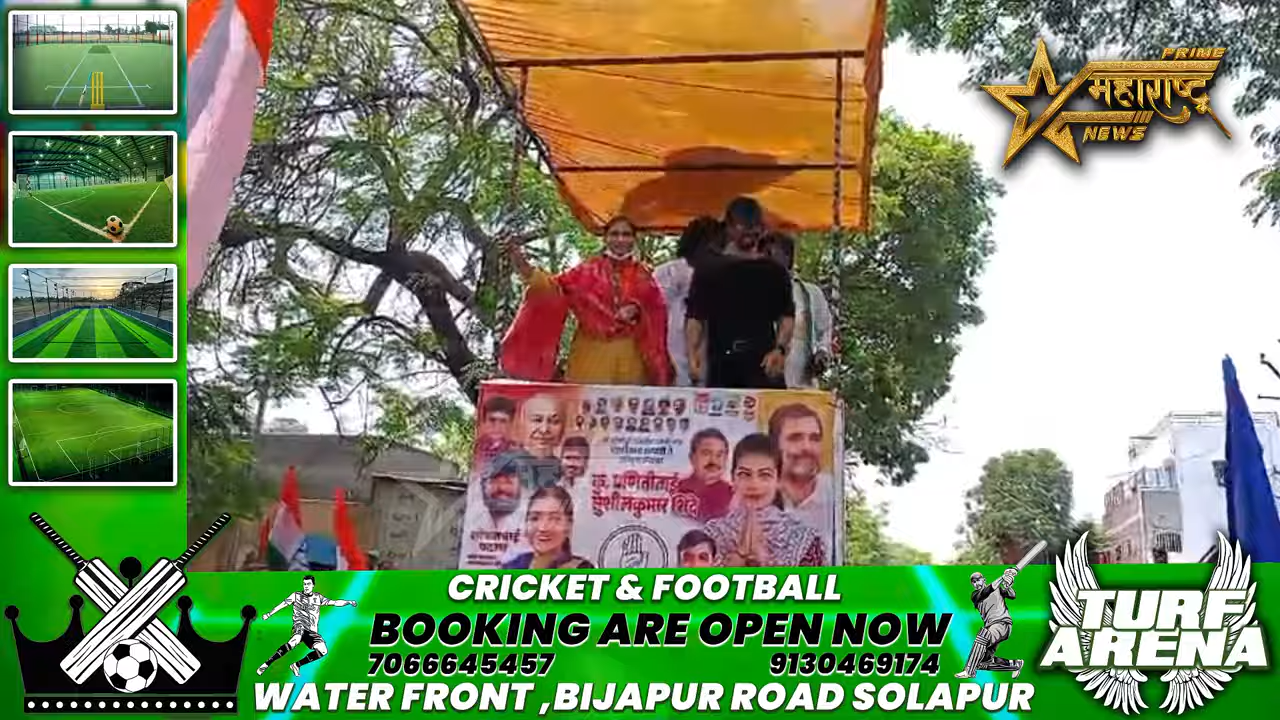 PRIME
महाराष्ट्र
NEWS
कु. प्रणितीताई
सुशीलकुमार शिंदे
CRICKET & FOOTBALL
BOOKING ARE OPEN NOW
7066645457 9130469174
WATER FRONT ,BIJAPUR ROAD SOLAPUR
TURF
ARENA